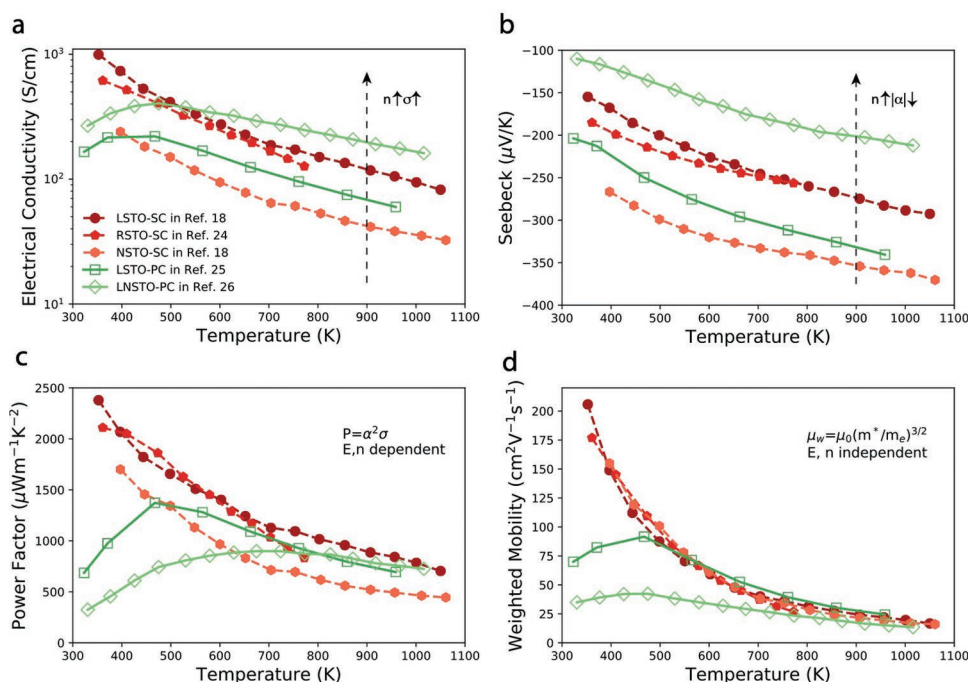 a
Electrical Conductivity (S/cm)
10³
10²
10¹
n↑σ↑
LSTO-SC in Ref. 18
RSTO-SC in Ref. 24
NSTO-SC in Ref. 18
LSTO-PC in Ref. 25
LNSTO-PC in Ref. 26
300 400 500 600 700 800 900 1000 1100
Temperature (K)
b
Seebeck (μV/K)
−100
−150
−200
−250
−300
−350
−400
n↑|α|↓
300 400 500 600 700 800 900 1000 1100
Temperature (K)
c
Power Factor (μWm⁻¹K⁻²)
2500
2000
1500
1000
500
0
P=α²σ
E,n dependent
300 400 500 600 700 800 900 1000 1100
Temperature (K)
d
Weighted Mobility (cm²V⁻¹s⁻¹)
200
175
150
125
100
75
50
25
0
μw=μ₀(m*/mₑ)³ᐟ²
E, n independent
300 400 500 600 700 800 900 1000 1100
Temperature (K)